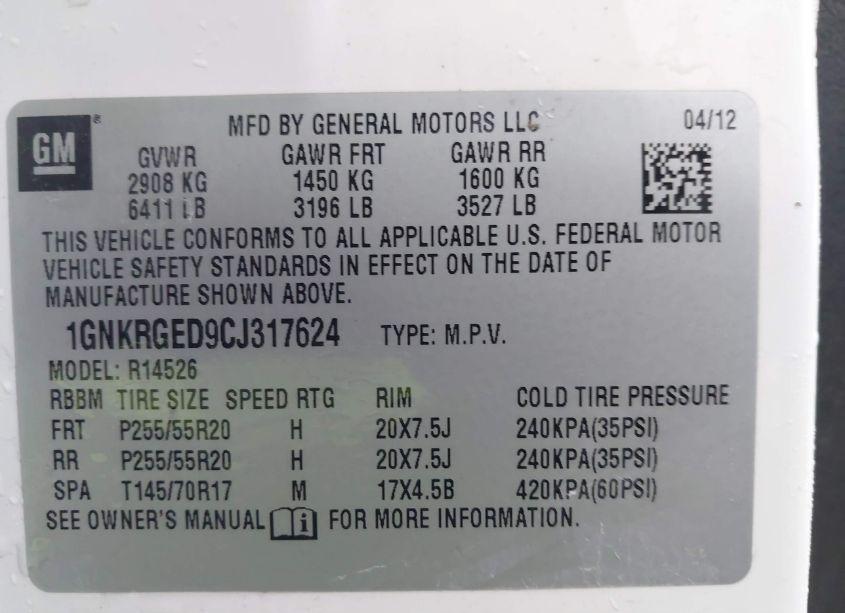 GM ®
MFD BY GENERAL MOTORS LLC 04/12
GVWR GAWR FRT GAWR RR
2908 KG 1450 KG 1600 KG
6411 LB 3196 LB 3527 LB
THIS VEHICLE CONFORMS TO ALL APPLICABLE U.S. FEDERAL MOTOR
VEHICLE SAFETY STANDARDS IN EFFECT ON THE DATE OF
MANUFACTURE SHOWN ABOVE.
1GNKRGED9CJ317624 TYPE: M.P.V.
MODEL: R14526
RBBM TIRE SIZE SPEED RTG RIM COLD TIRE PRESSURE
FRT P255/55R20 H 20X7.5J 240KPA(35PSI)
RR P255/55R20 H 20X7.5J 240KPA(35PSI)
SPA T145/70R17 M 17X4.5B 420KPA(60PSI)
SEE OWNER'S MANUAL i FOR MORE INFORMATION.